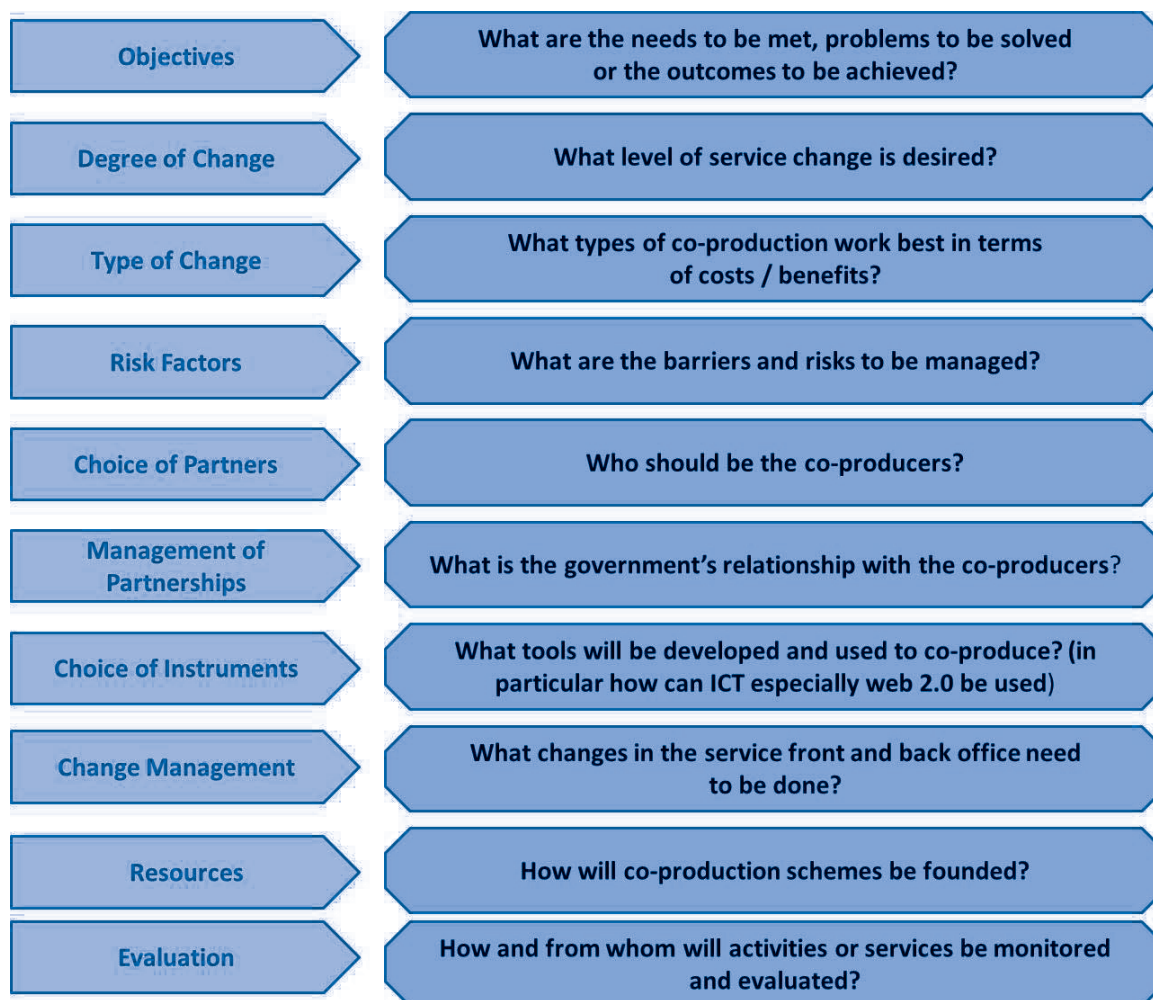 Objectives
What are the needs to be met, problems to be solved
or the outcomes to be achieved?
Degree of Change
What level of service change is desired?
Type of Change
What types of co-production work best in terms
of costs / benefits?
Risk Factors
What are the barriers and risks to be managed?
Choice of Partners
Who should be the co-producers?
Management of
Partnerships
What is the government’s relationship with the co-producers?
Choice of Instruments
What tools will be developed and used to co-produce? (in
particular how can ICT especially web 2.0 be used)
Change Management
What changes in the service front and back office need
to be done?
Resources
How will co-production schemes be founded?
Evaluation
How and from whom will activities or services be monitored
and evaluated?